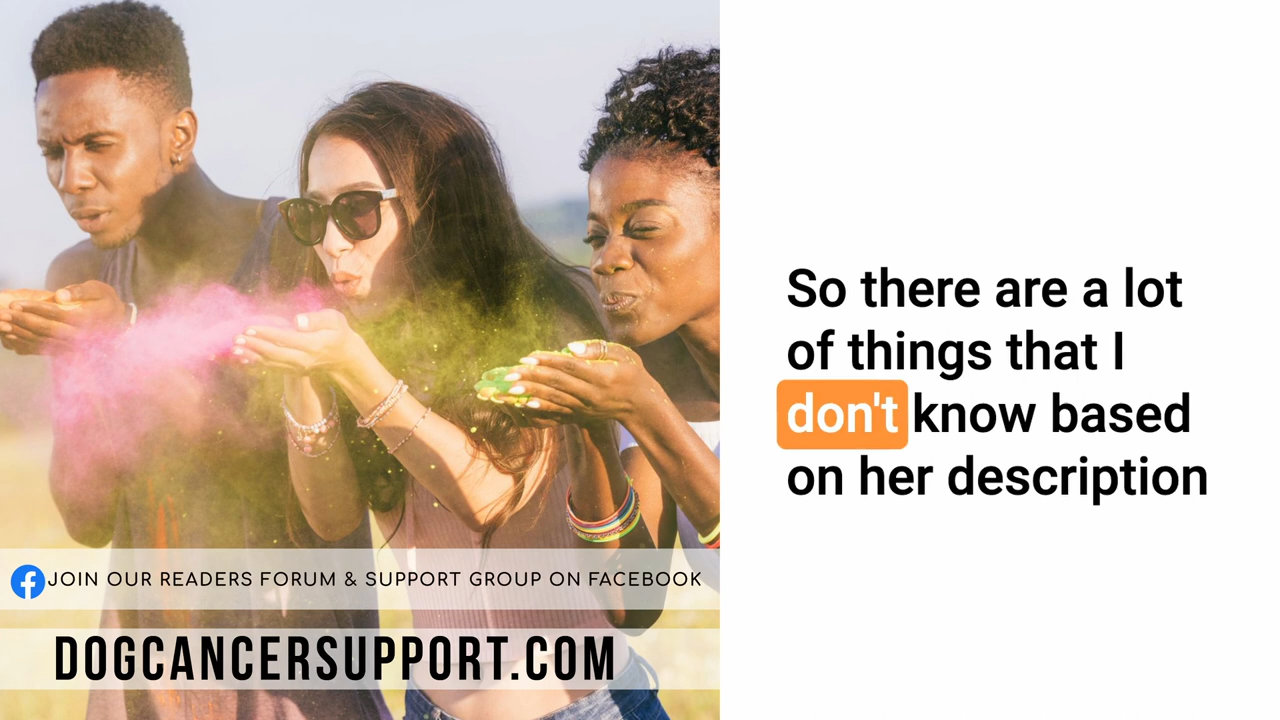 JOIN OUR READERS FORUM & SUPPORT GROUP ON FACEBOOK
DOGCANCERSUPPORT.COM
So there are a lot
of things that I
don't know based
on her description